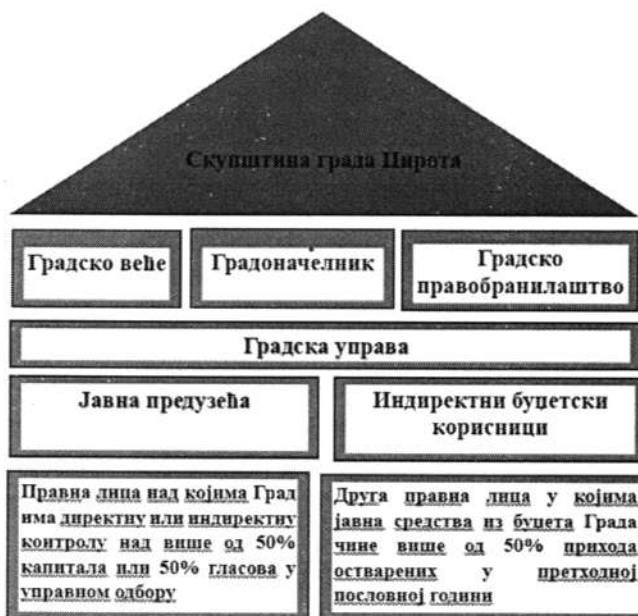 Скупштина града Пирота
Градско веће
Градоначелник
Градско
правобранилаштво
Градска управа
Јавна предузећа
Индиректни буџетски
корисници
Правна лица над којима Град
има директну или индиректну
контролу над више од 50%
капитала или 50% гласова у
управном одбору
Друга правна лица у којима
јавна средства из буџета Града
чине више од 50% прихода
остварених у претходној
пословној години